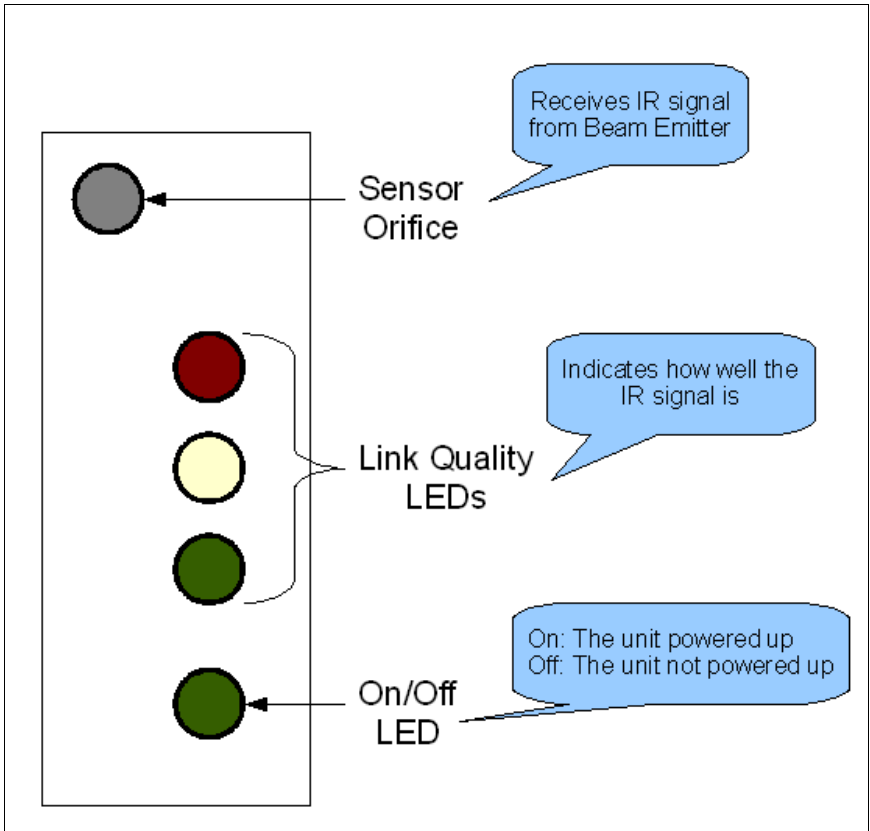 Receives IR signal
from Beam Emitter
Sensor
Orifice
Indicates how well the
IR signal is
Link Quality
LEDs
On: The unit powered up
Off: The unit not powered up
On/Off
LED